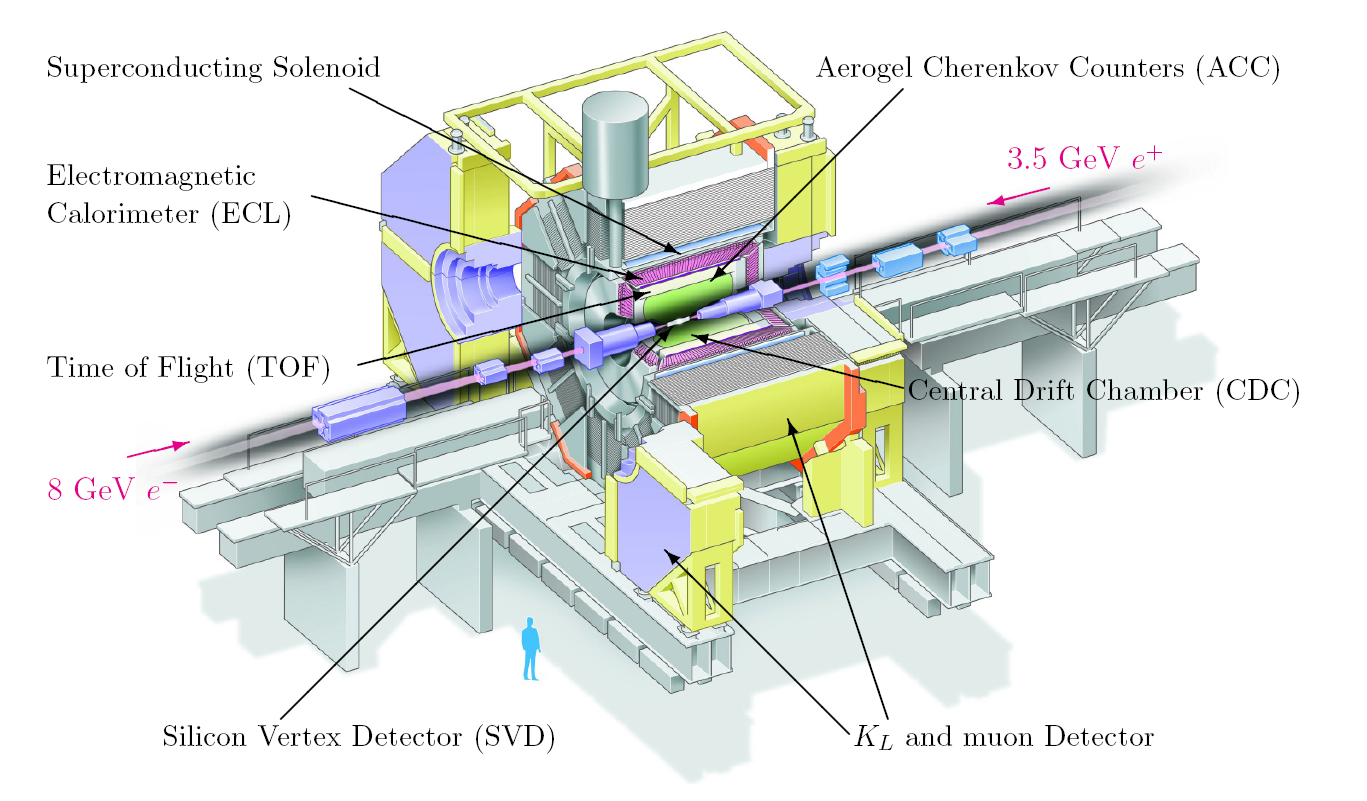 Superconducting Solenoid
Aerogel Cherenkov Counters (ACC)
3.5 GeV e⁺
Electromagnetic
Calorimeter (ECL)
Time of Flight (TOF)
Central Drift Chamber (CDC)
8 GeV e⁻
Silicon Vertex Detector (SVD)
K_L and muon Detector